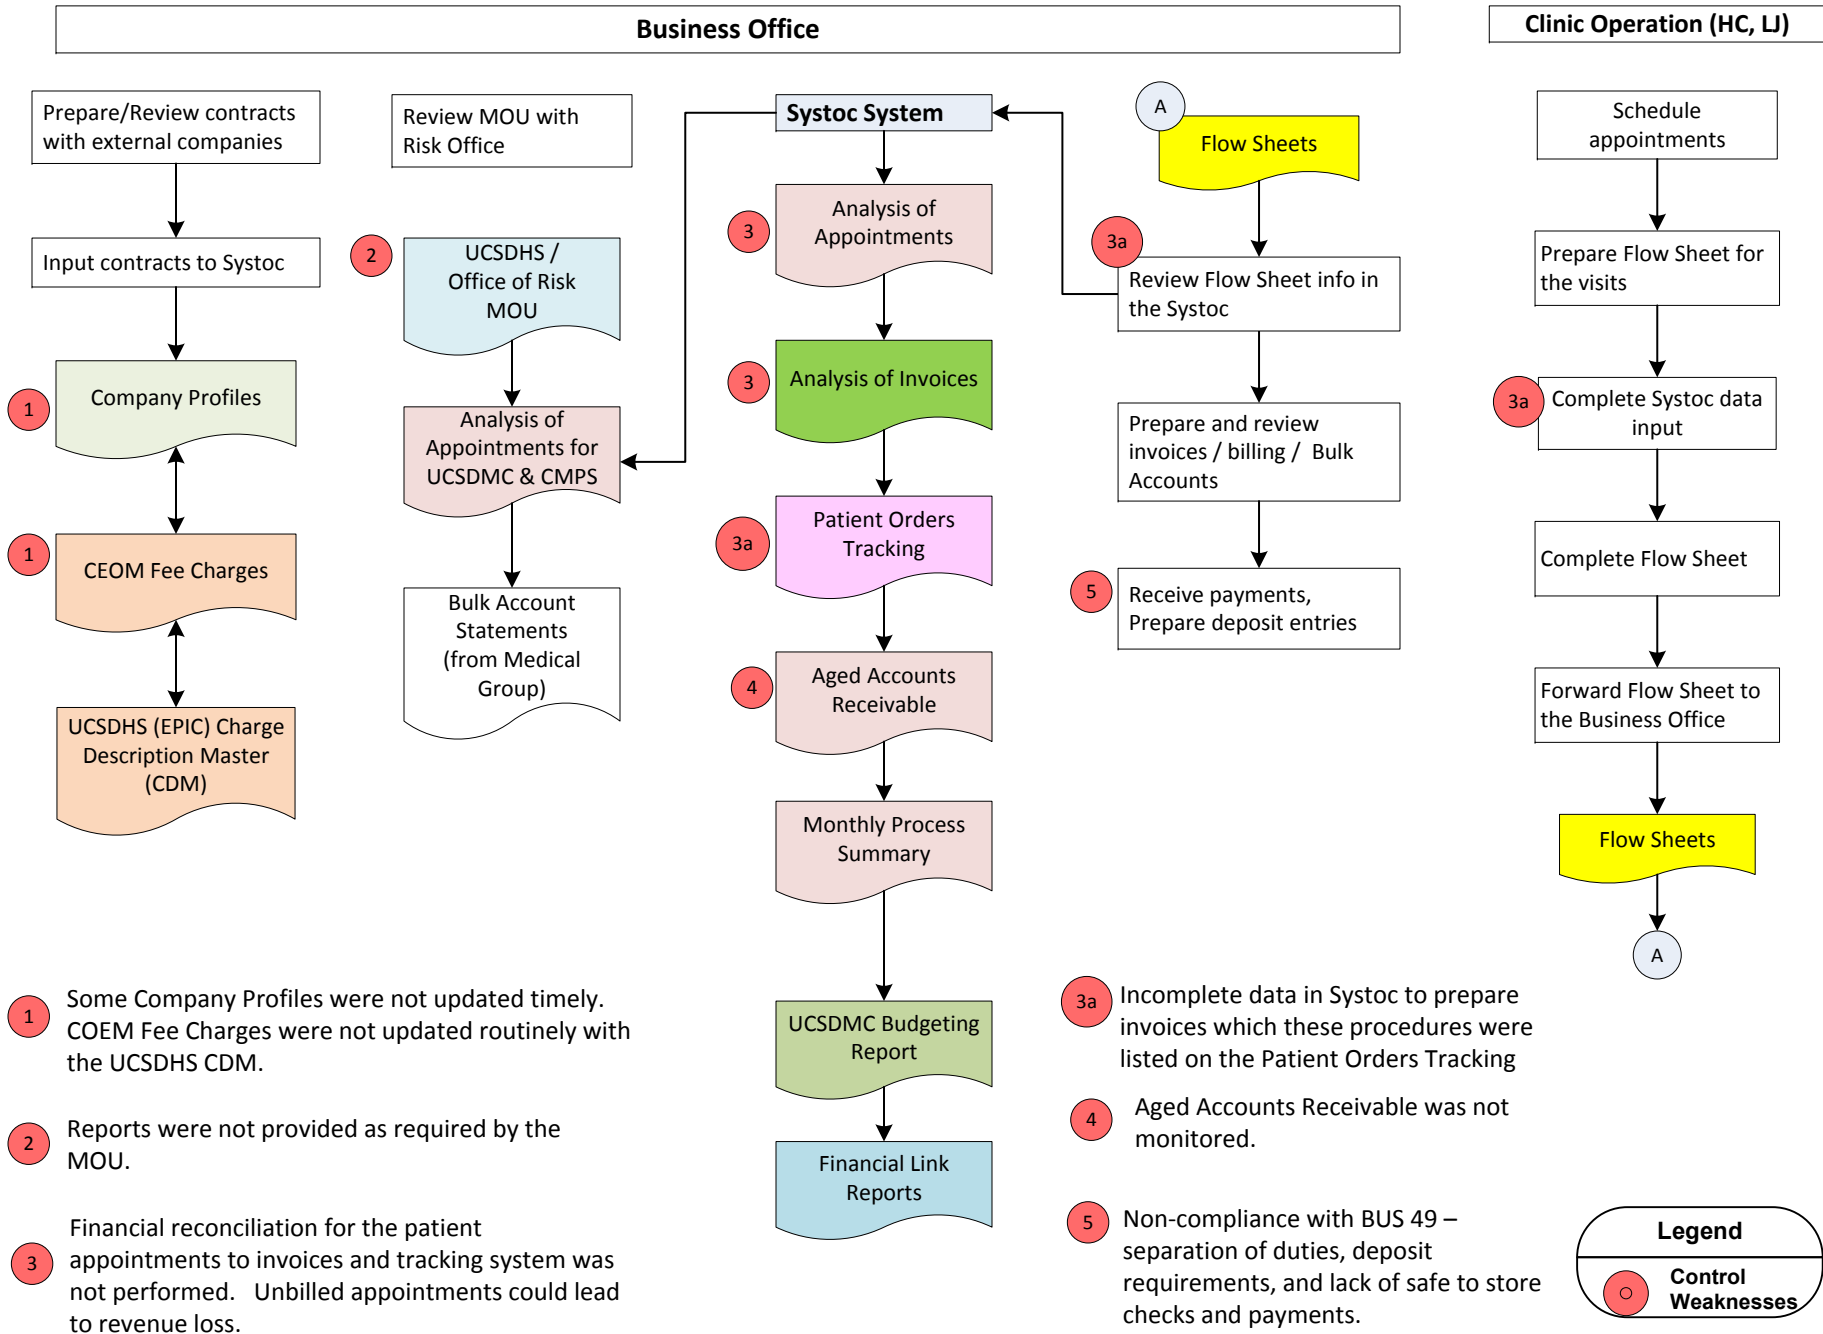 Business Office
Clinic Operation (HC, LJ)
Prepare/Review contracts
with external companies
Input contracts to Systoc
1
Company Profiles
1
CEOM Fee Charges
UCSDHS (EPIC) Charge
Description Master
(CDM)
Review MOU with
Risk Office
2
UCSDHS /
Office of Risk
MOU
Analysis of
Appointments for
UCSDMC & CMPS
Bulk Account
Statements
(from Medical
Group)
Systoc System
3
Analysis of
Appointments
3
Analysis of Invoices
3a
Patient Orders
Tracking
4
Aged Accounts
Receivable
Monthly Process
Summary
UCSDMC Budgeting
Report
Financial Link
Reports
A
Flow Sheets
3a
Review Flow Sheet info in
the Systoc
Prepare and review
invoices / billing /  Bulk
Accounts
5
Receive payments,
Prepare deposit entries
Schedule
appointments
Prepare Flow Sheet for
the visits
3a
Complete Systoc data
input
Complete Flow Sheet
Forward Flow Sheet to
the Business Office
Flow Sheets
A
1
Some Company Profiles were not updated timely.
COEM Fee Charges were not updated routinely with
the UCSDHS CDM.
2
Reports were not provided as required by the
MOU.
3
Financial reconciliation for the patient
appointments to invoices and tracking system was
not performed.   Unbilled appointments could lead
to revenue loss.
3a
Incomplete data in Systoc to prepare
invoices which these procedures were
listed on the Patient Orders Tracking
4
Aged Accounts Receivable was not
monitored.
5
Non-compliance with BUS 49 –
separation of duties, deposit
requirements, and lack of safe to store
checks and payments.
Legend
Control
Weaknesses